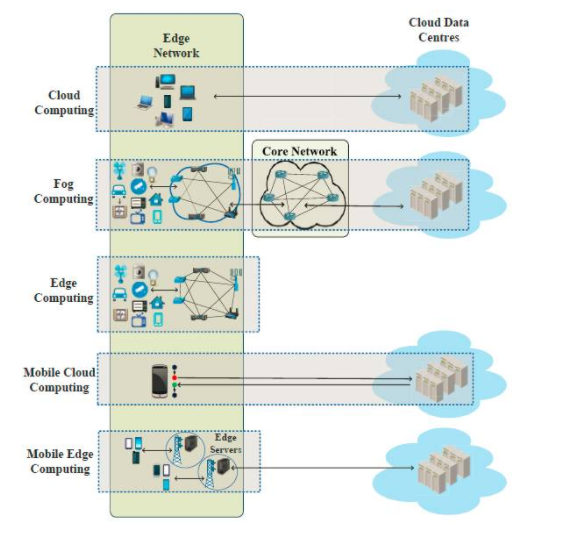 Cloud Data
Centres
Edge
Network
Cloud
Computing
Core Network
Fog
Computing
Edge
Computing
Mobile Cloud
Computing
Edge
Servers
Mobile Edge
Computing